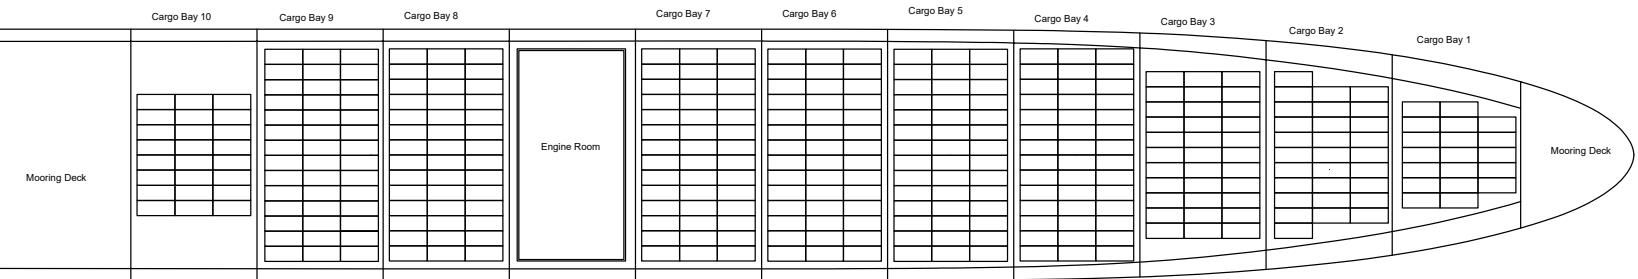 Cargo Bay 10
Cargo Bay 9
Cargo Bay 8
Cargo Bay 7
Cargo Bay 6
Cargo Bay 5
Cargo Bay 4
Cargo Bay 3
Cargo Bay 2
Cargo Bay 1
Mooring Deck
Engine Room
Mooring Deck